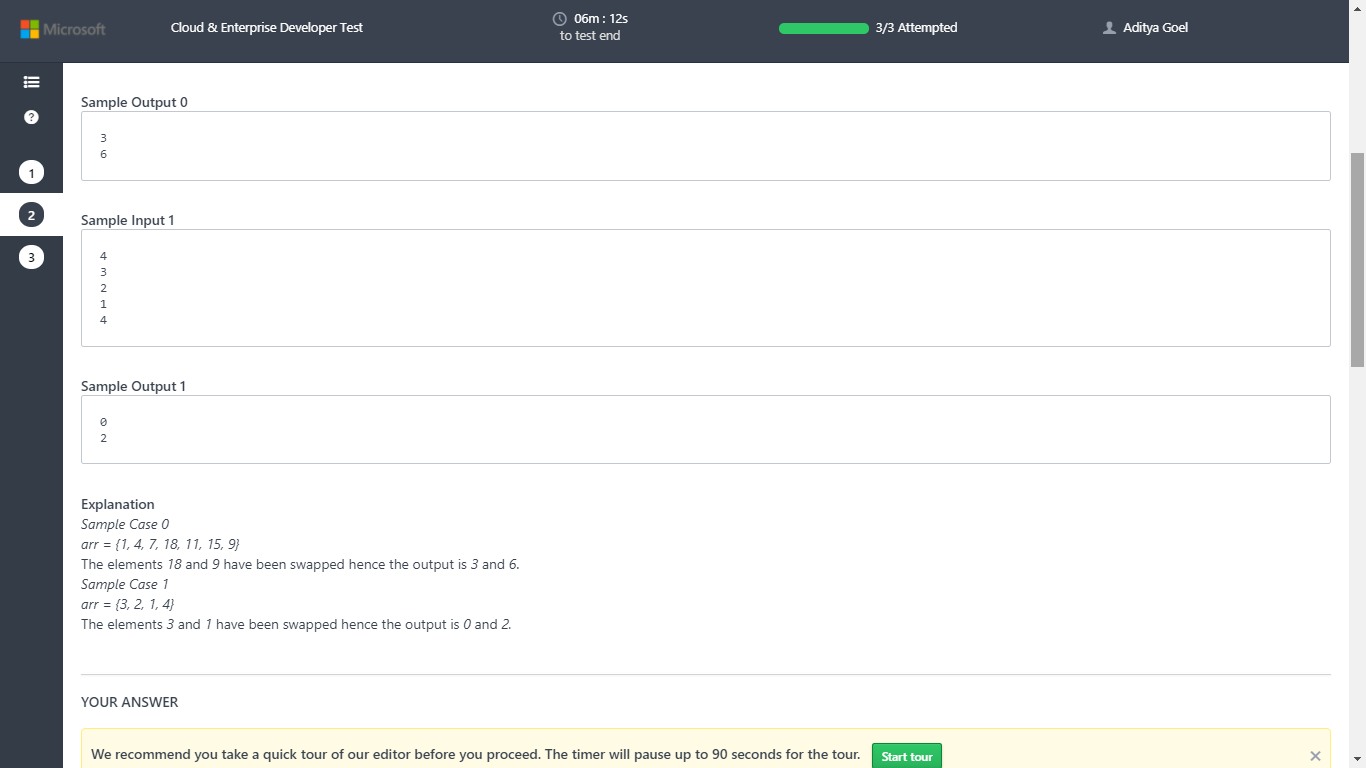 Microsoft
Cloud & Enterprise Developer Test
06m : 12s
to test end
3/3 Attempted
Aditya Goel
?
1
2
3
Sample Output 0
3
6
Sample Input 1
4
3
2
1
4
Sample Output 1
0
2
Explanation
Sample Case 0
arr = {1, 4, 7, 18, 11, 15, 9}
The elements 18 and 9 have been swapped hence the output is 3 and 6.
Sample Case 1
arr = {3, 2, 1, 4}
The elements 3 and 1 have been swapped hence the output is 0 and 2.
YOUR ANSWER
We recommend you take a quick tour of our editor before you proceed. The timer will pause up to 90 seconds for the tour. Start tour